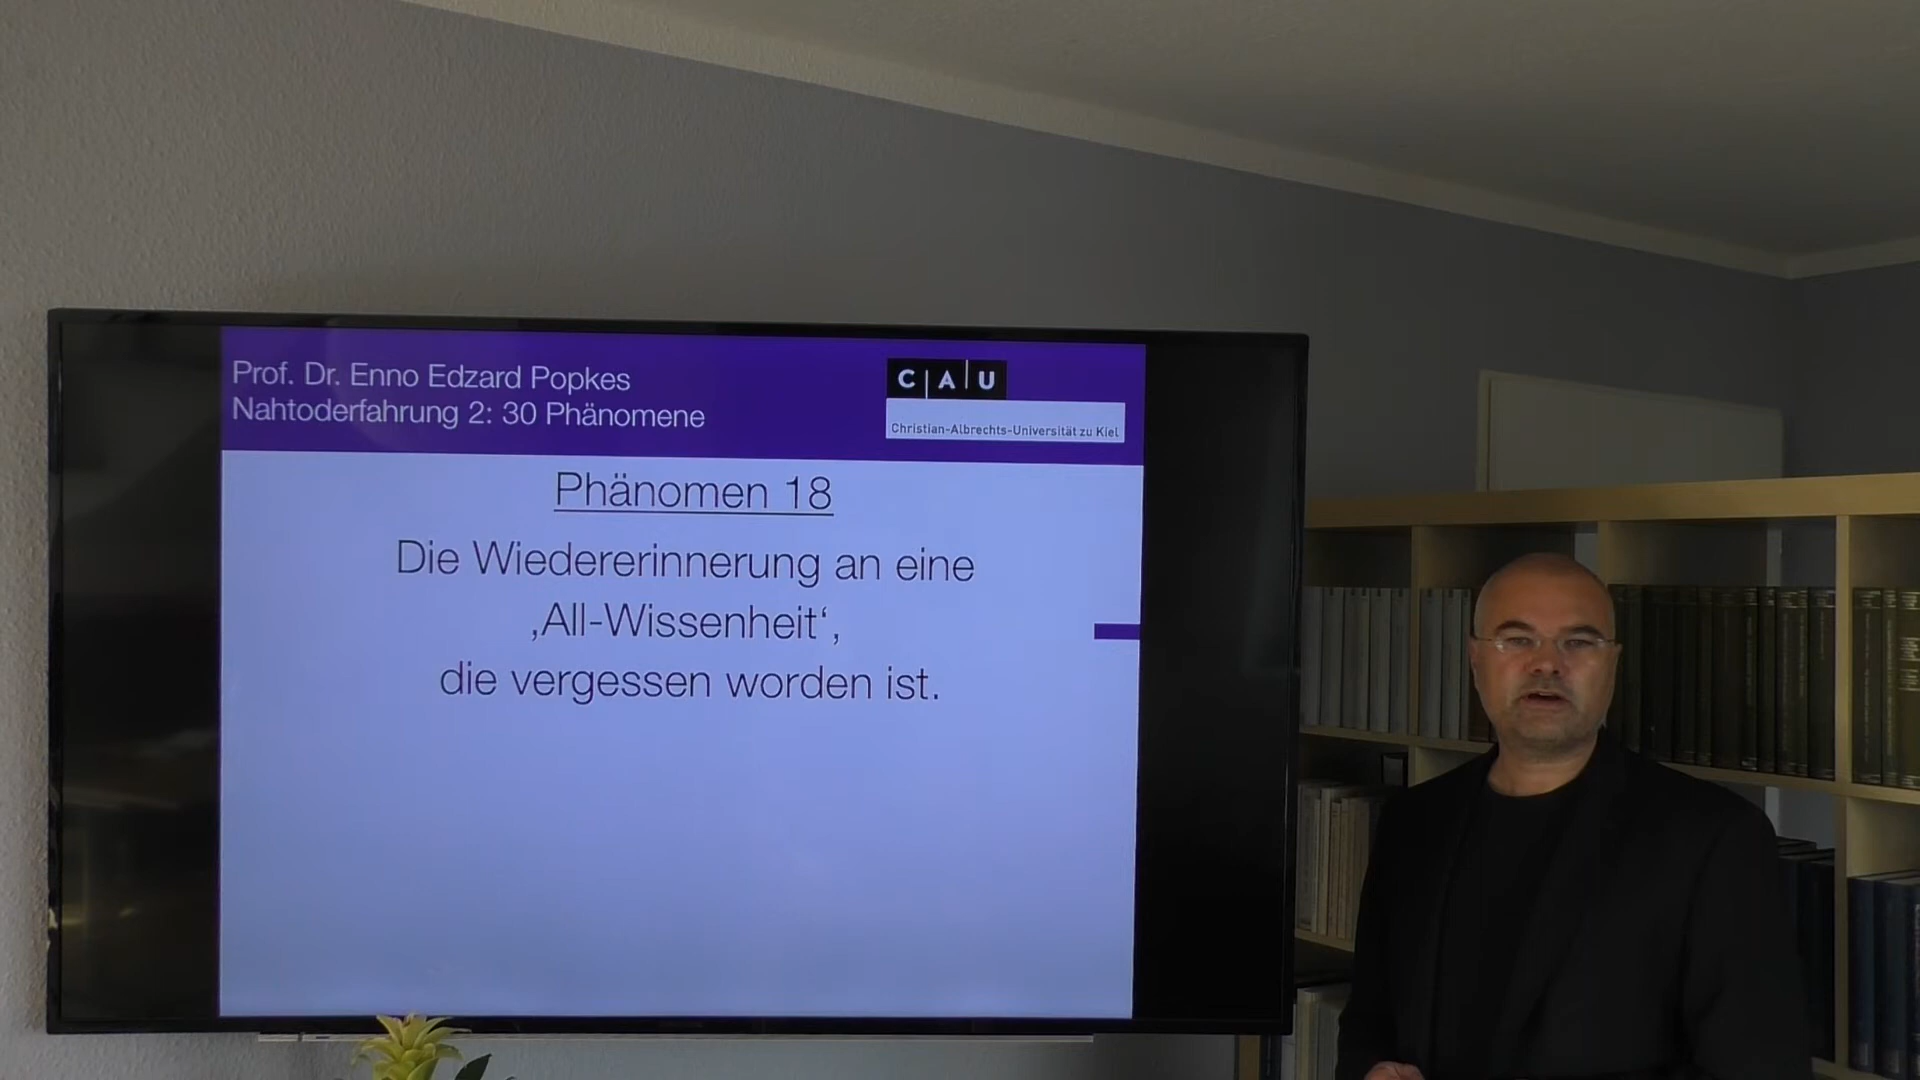 Prof. Dr. Enno Edzard Popkes
Nahtoderfahrung 2: 30 Phänomene
C|A|U
Christian-Albrechts-Universität zu Kiel
Phänomen 18
Die Wiedererinnerung an eine
‚All-Wissenheit‘,
die vergessen worden ist.